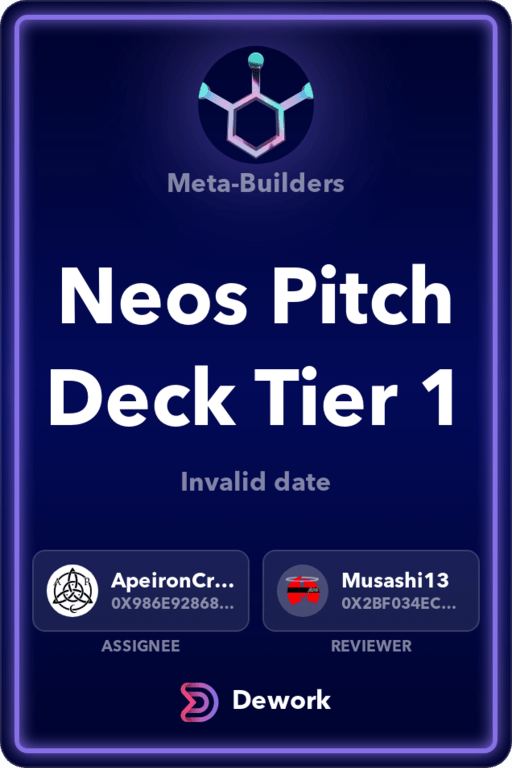 Meta-Builders
Neos Pitch
Deck Tier 1
Invalid date
ApeironCr...
0X986E92868...
ASSIGNEE
Musashi13
0X2BF034EC...
REVIEWER
Dework